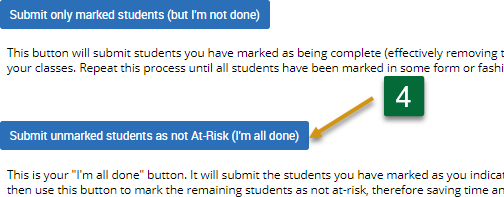 Submit only marked students (but I'm not done)
This button will submit students you have marked as being complete (effectively removing
your classes. Repeat this process until all students have been marked in some form or
4
Submit unmarked students as not At-Risk (I'm all done)
This is your "I'm all done" button. It will submit the students you have marked as you
then use this button to mark the remaining students as not at-risk, therefore saving time